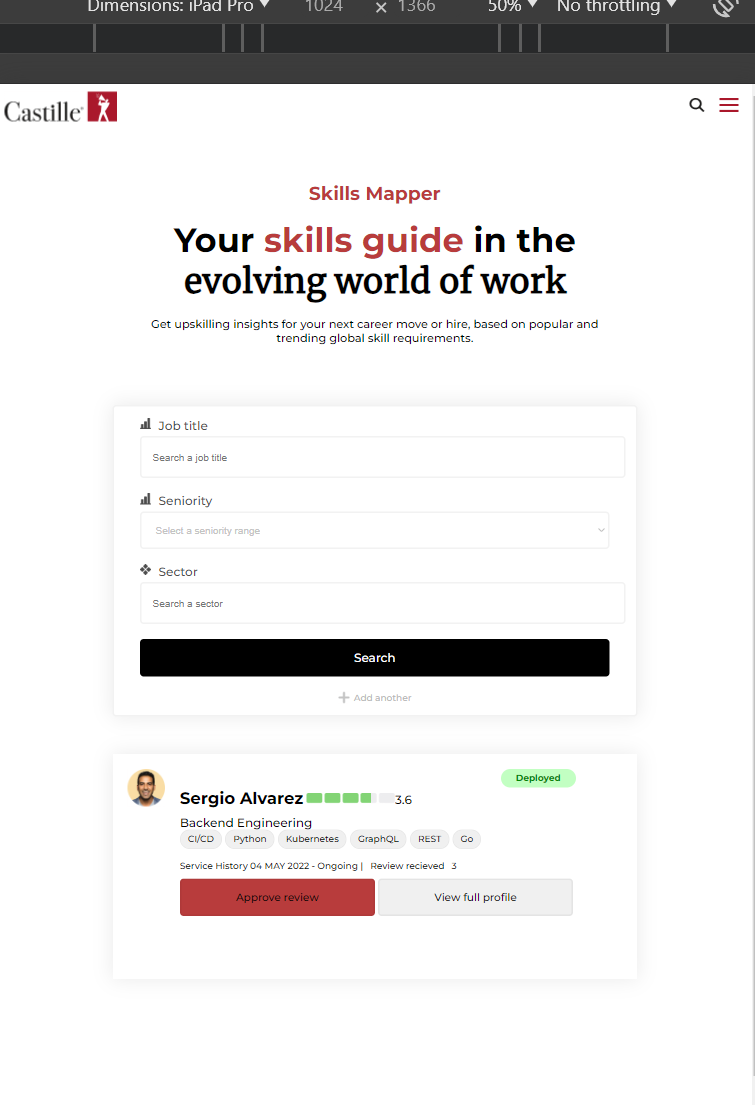 Dimensions: iPad Pro ▼ 1024 × 1366 50% ▼ No throttling ▼
Castille
Skills Mapper
Your skills guide in the
evolving world of work
Get upskilling insights for your next career move or hire, based on popular and
trending global skill requirements.
Job title
Search a job title
Seniority
Select a seniority range
Sector
Search a sector
Search
Add another
Deployed
Sergio Alvarez 3.6
Backend Engineering
CI/CD Python Kubernetes GraphQL REST Go
Service History 04 MAY 2022 - Ongoing | Review recieved 3
Approve review View full profile